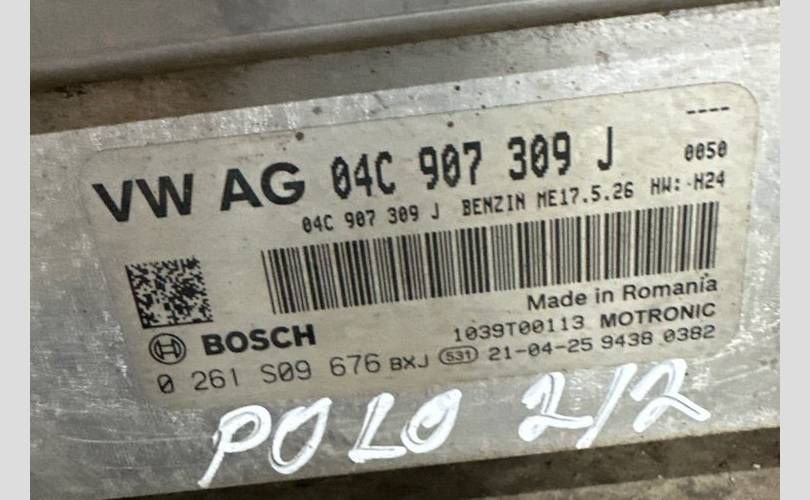 ----
VW AG 04C 907 309 J 0050
04C 907 309 J BENZIN ME17.5.26 HW: H24
Made in Romania
BOSCH 1039T00113 MOTRONIC
0 261 S09 676 BXJ 531 21-04-25 9438 0382
POLO 2/2